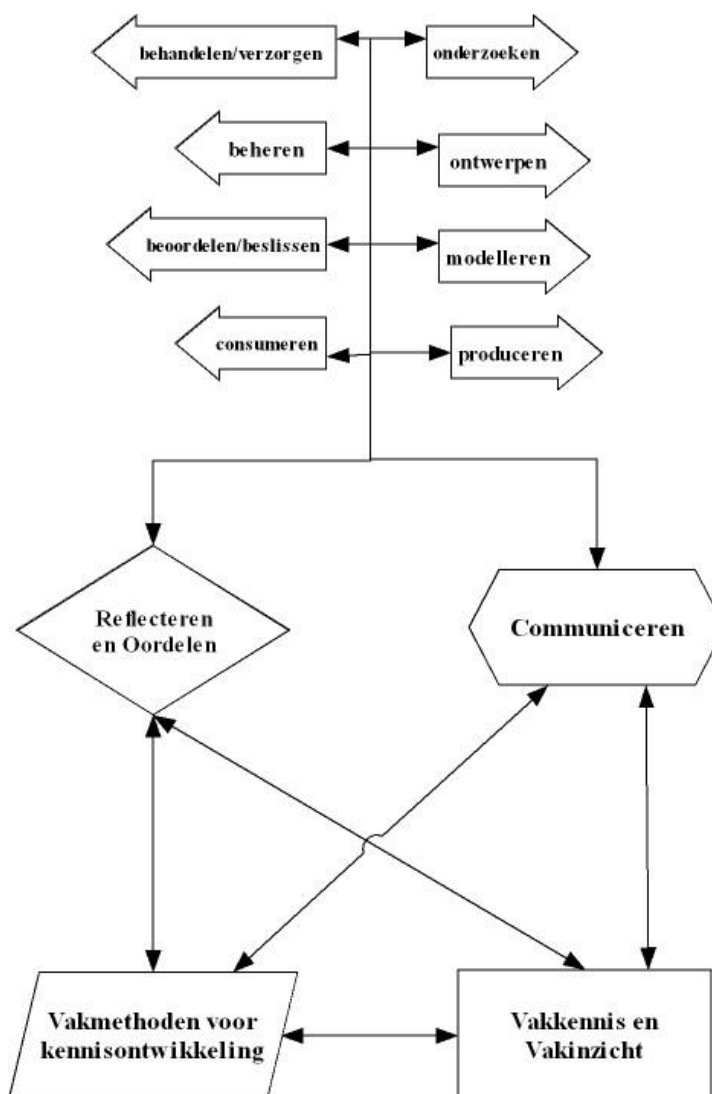 behandelen/verzorgen
onderzoeken
beheren
ontwerpen
beoordelen/beslissen
modelleren
consumeren
produceren
Reflecteren
en Oordelen
Communiceren
Vakmethoden voor
kennisontwikkeling
Vakkennis en
Vakinzicht